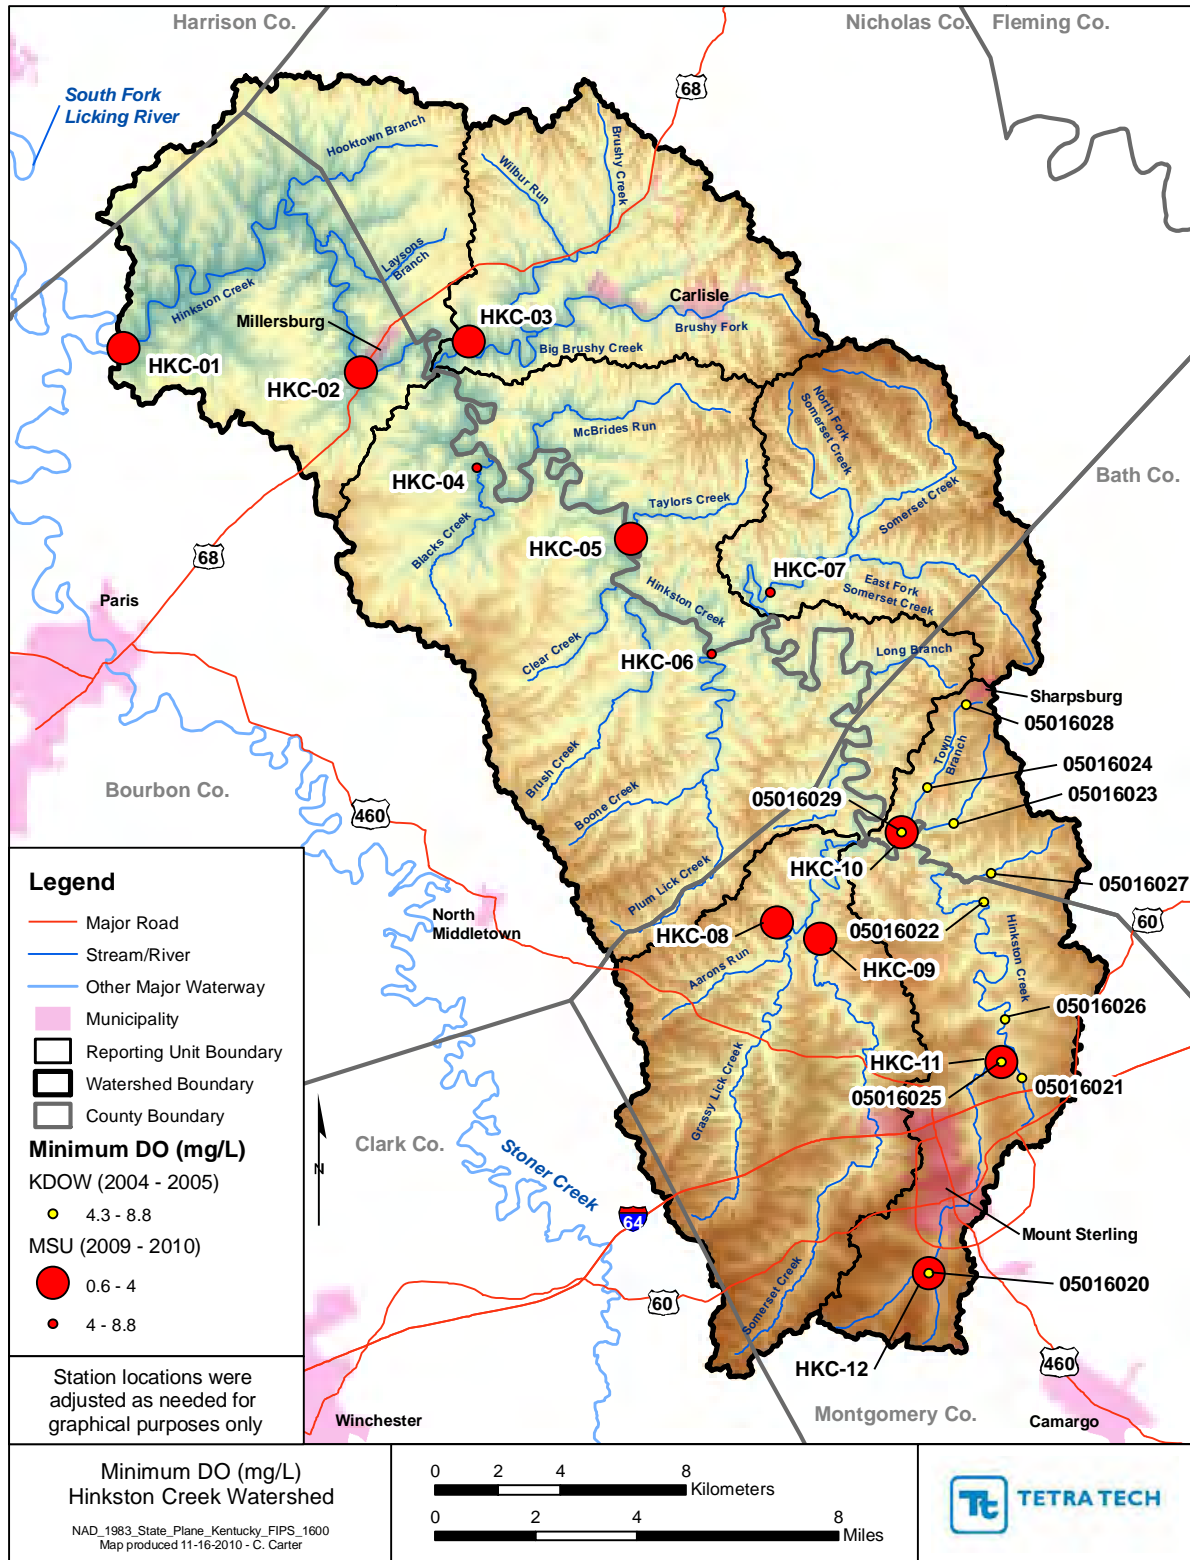 Harrison Co.
Nicholas Co.
Fleming Co.
South Fork
Licking River
68
Hooktown Branch
Brushy Creek
Wilbur Run
Laysons
Branch
Hinkston Creek
Millersburg
Carlisle
HKC-03
Brushy Fork
Big Brushy Creek
HKC-01
HKC-02
McBrides Run
North Fork
Somerset Creek
HKC-04
Bath Co.
Taylors Creek
Somerset Creek
Blacks Creek
HKC-05
68
HKC-07
Paris
East Fork
Somerset Creek
Hinkston Creek
Clear Creek
HKC-06
Long Branch
Sharpsburg
05016028
Town
Branch
Brush Creek
05016024
Bourbon Co.
05016029
05016023
460
Boone Creek
HKC-10
05016027
Plum Lick Creek
North
Middletown
60
HKC-08
05016022
Hinkston Creek
HKC-09
Aarons Run
05016026
HKC-11
05016021
05016025
Grassy Lick Creek
Clark Co.
Stoner Creek
64
Mount Sterling
05016020
60
Somerset Creek
HKC-12
460
Montgomery Co.
Camargo
Winchester
Legend
Major Road
Stream/River
Other Major Waterway
Municipality
Reporting Unit Boundary
Watershed Boundary
County Boundary
Minimum DO (mg/L)
KDOW (2004 - 2005)
4.3 - 8.8
MSU (2009 - 2010)
0.6 - 4
4 - 8.8
N
Station locations were
adjusted as needed for
graphical purposes only
Minimum DO (mg/L)
Hinkston Creek Watershed
NAD_1983_State_Plane_Kentucky_FIPS_1600
Map produced 11-16-2010 - C. Carter
0 2 4 8
Kilometers
0 2 4 8
Miles
Tt TETRA TECH